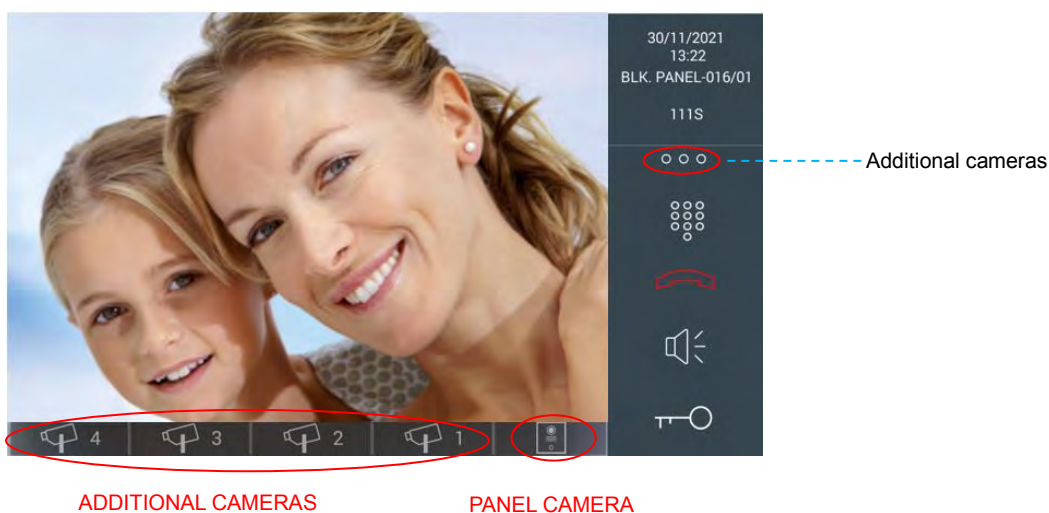 30/11/2021
13:22
BLK. PANEL-016/01
111S
Additional cameras
4 3 2 1
ADDITIONAL CAMERAS PANEL CAMERA